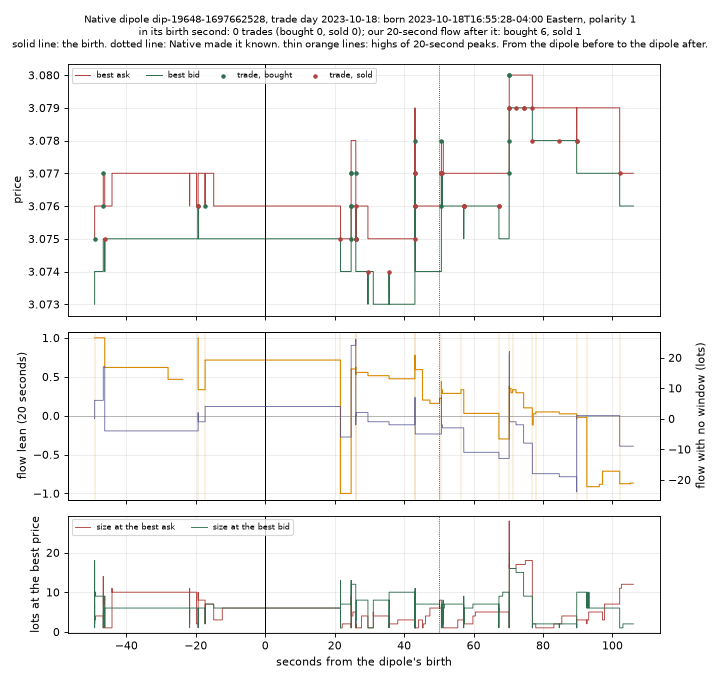 Native dipole dip-19648-1697662528, trade day 2023-10-18: born 2023-10-18T16:55:28-04:00 Eastern, polarity 1
in its birth second: 0 trades (bought 0, sold 0); our 20-second flow after it: bought 6, sold 1
solid line: the birth. dotted line: Native made it known. thin orange lines: highs of 20-second peaks. From the dipole before to the dipole after.
best ask best bid trade, bought trade, sold
3.080
3.079
3.078
3.077
3.076
3.075
3.074
3.073
price
1.0
0.5
0.0
−0.5
−1.0
flow lean (20 seconds)
20
10
0
−10
−20
flow with no window (lots)
size at the best ask size at the best bid
20
10
0
lots at the best price
−40 −20 0 20 40 60 80 100
seconds from the dipole's birth